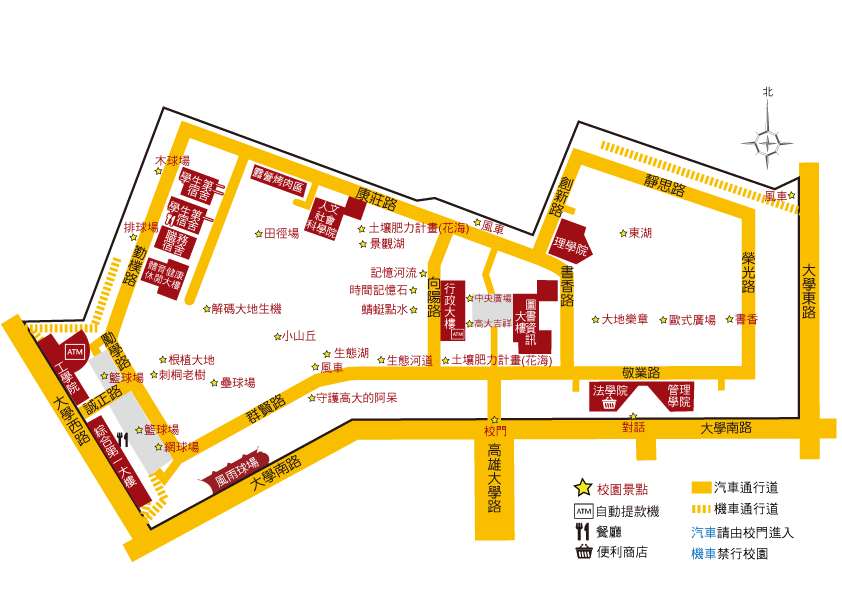 北
木球場
學生第二
宿舍
露營烤肉區
康莊路
創新路
靜思路
風車
學生第一
宿舍
人文
社會
科學院
土壤肥力計畫(花海)
風車
排球場
職務
宿舍
田徑場
景觀湖
理學院
東湖
勤樸路
體育健康
休閒大樓
記憶河流
向陽路
書香路
榮光路
大學東路
時間記憶石
行政大樓
ATM
中央廣場
圖書資訊
大樓
解碼大地生機
蜻蜓點水
高大吉祥
大地樂章
歐式廣場
書香
勵學路
小山丘
ATM
工學院
根植大地
生態湖
生態河道
土壤肥力計畫(花海)
籃球場
刺桐老樹
風車
敬業路
壘球場
誠正路
大學西路
群賢路
守護高大的阿呆
法學院
管理
學院
籃球場
綜合第一大樓
網球場
校門
對話
大學南路
風雨球場
大學南路
高雄大學路
校園景點
汽車通行道
ATM
自動提款機
機車通行道
餐廳
汽車請由校門進入
便利商店
機車禁行校園